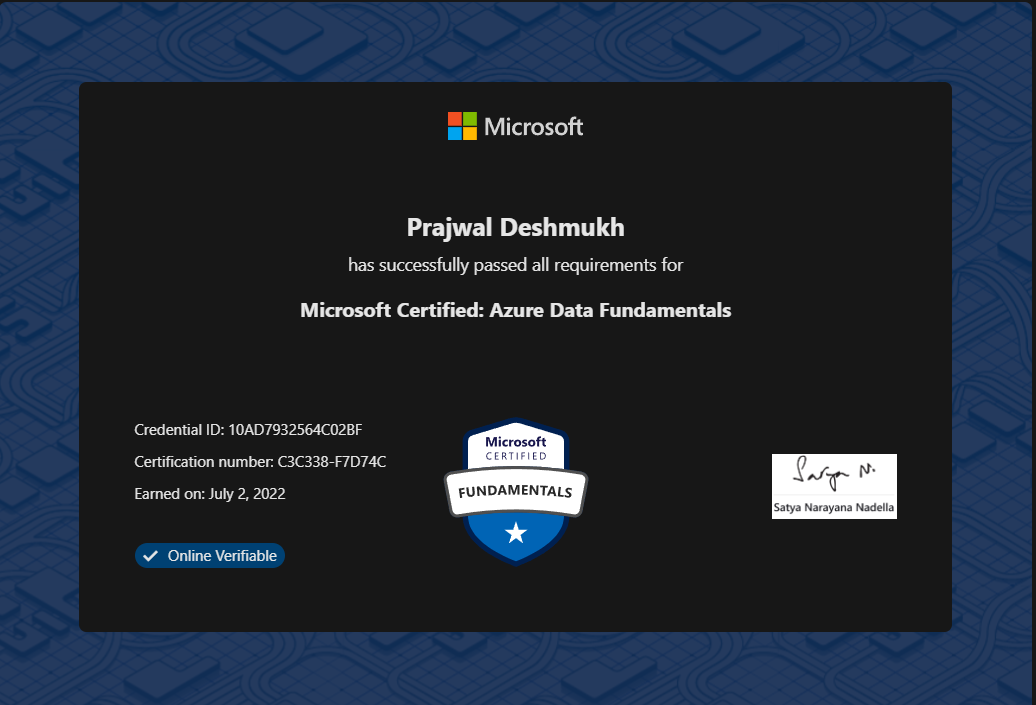 Microsoft
Prajwal Deshmukh
has successfully passed all requirements for
Microsoft Certified: Azure Data Fundamentals
Credential ID: 10AD7932564C02BF
Certification number: C3C338-F7D74C
Earned on: July 2, 2022
Online Verifiable
Microsoft
CERTIFIED
FUNDAMENTALS
Satya N.
Satya Narayana Nadella